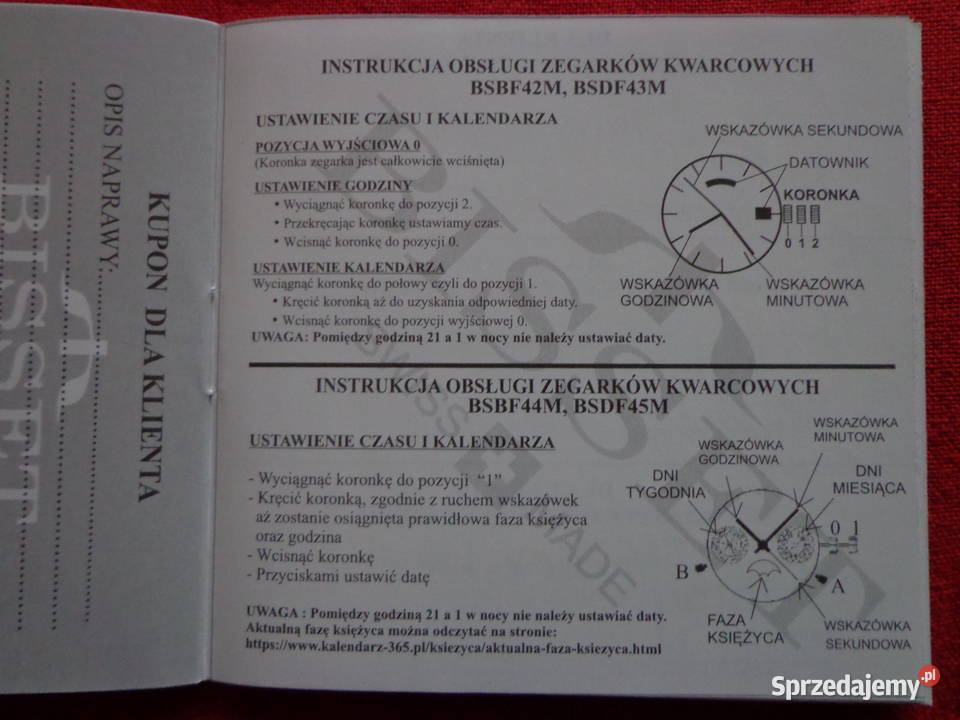 KUPON DLA KLIENTA
OPIS NAPRAWY:
BISSET
INSTRUKCJA OBSŁUGI ZEGARKÓW KWARCOWYCH
BSBF42M, BSDF43M
USTAWIENIE CZASU I KALENDARZA
POZYCJA WYJŚCIOWA 0
(Koronka zegarka jest całkowicie wciśnięta)
USTAWIENIE GODZINY
• Wyciągnąć koronkę do pozycji 2.
• Przekręcając koronkę ustawiamy czas.
• Wcisnąć koronkę do pozycji 0.
USTAWIENIE KALENDARZA
Wyciągnąć koronkę do połowy czyli do pozycji 1.
• Kręcić koronką aż do uzyskania odpowiedniej daty.
• Wcisnąć koronkę do pozycji wyjściowej 0.
UWAGA: Pomiędzy godziną 21 a 1 w nocy nie należy ustawiać daty.
WSKAZÓWKA SEKUNDOWA
DATOWNIK
KORONKA
0 1 2
WSKAZÓWKA
GODZINOWA
WSKAZÓWKA
MINUTOWA
BISSET
SWISS MADE
INSTRUKCJA OBSŁUGI ZEGARKÓW KWARCOWYCH
BSBF44M, BSDF45M
USTAWIENIE CZASU I KALENDARZA
- Wyciągnąć koronkę do pozycji “1”
- Kręcić koronką, zgodnie z ruchem wskazówek
aż zostanie osiągnięta prawidłowa faza księżyca
oraz godzina
- Wcisnąć koronkę
- Przyciskami ustawić datę
UWAGA : Pomiędzy godziną 21 a 1 w nocy nie należy ustawiać daty.
Aktualną fazę księżyca można odczytać na stronie:
https://www.kalendarz-365.pl/ksiezyca/aktualna-faza-ksiezyca.html
WSKAZÓWKA
MINUTOWA
WSKAZÓWKA
GODZINOWA
DNI
TYGODNIA
DNI
MIESIĄCA
0 1
B
A
FAZA
KSIĘŻYCA
WSKAZÓWKA
SEKUNDOWA
Sprzedajemy.pl